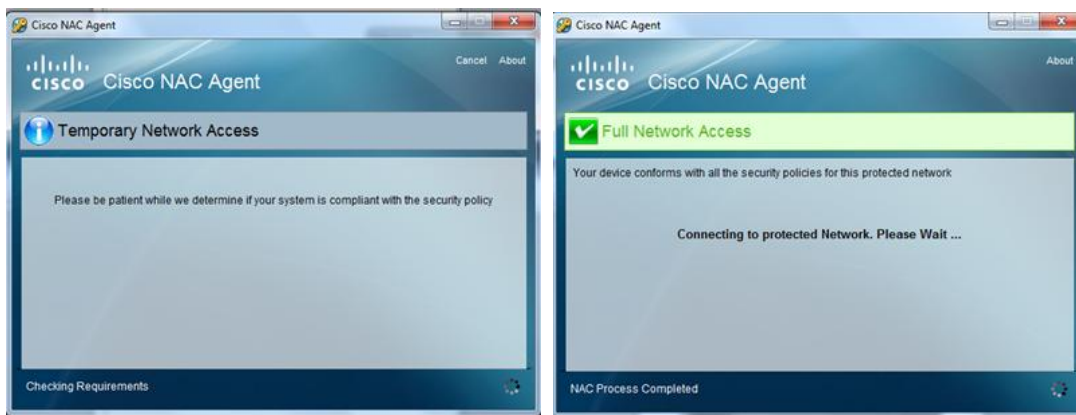 Cisco NAC Agent
CISCO Cisco NAC Agent
Cancel About
Temporary Network Access
Please be patient while we determine if your system is compliant with the security policy
Checking Requirements
Cisco NAC Agent
CISCO Cisco NAC Agent
About
Full Network Access
Your device conforms with all the security policies for this protected network
Connecting to protected Network. Please Wait ...
NAC Process Completed